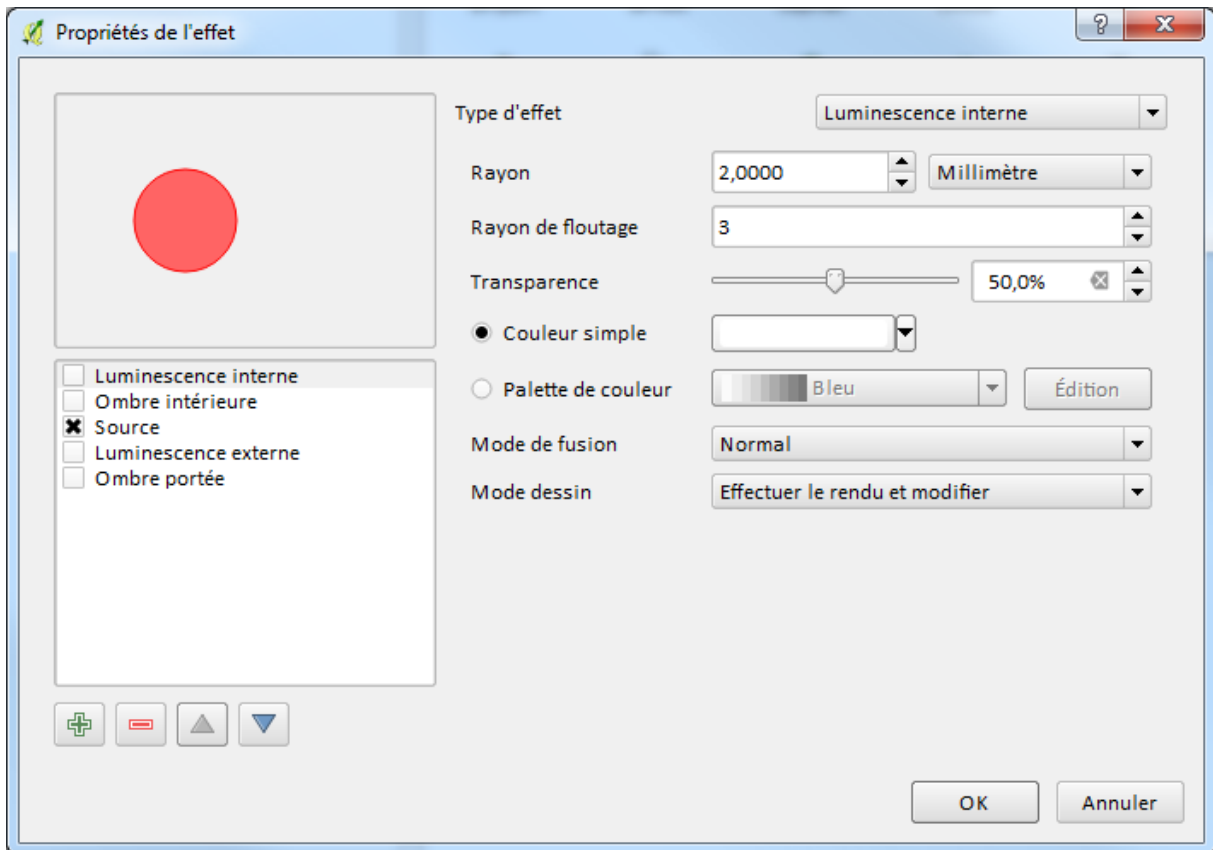 Propriétés de l'effet
Type d'effet
Luminescence interne
Rayon
2,0000
Millimètre
Rayon de floutage
3
Transparence
50,0%
Couleur simple
Palette de couleur
Bleu
Édition
Mode de fusion
Normal
Mode dessin
Effectuer le rendu et modifier
Luminescence interne
Ombre intérieure
Source
Luminescence externe
Ombre portée
OK
Annuler